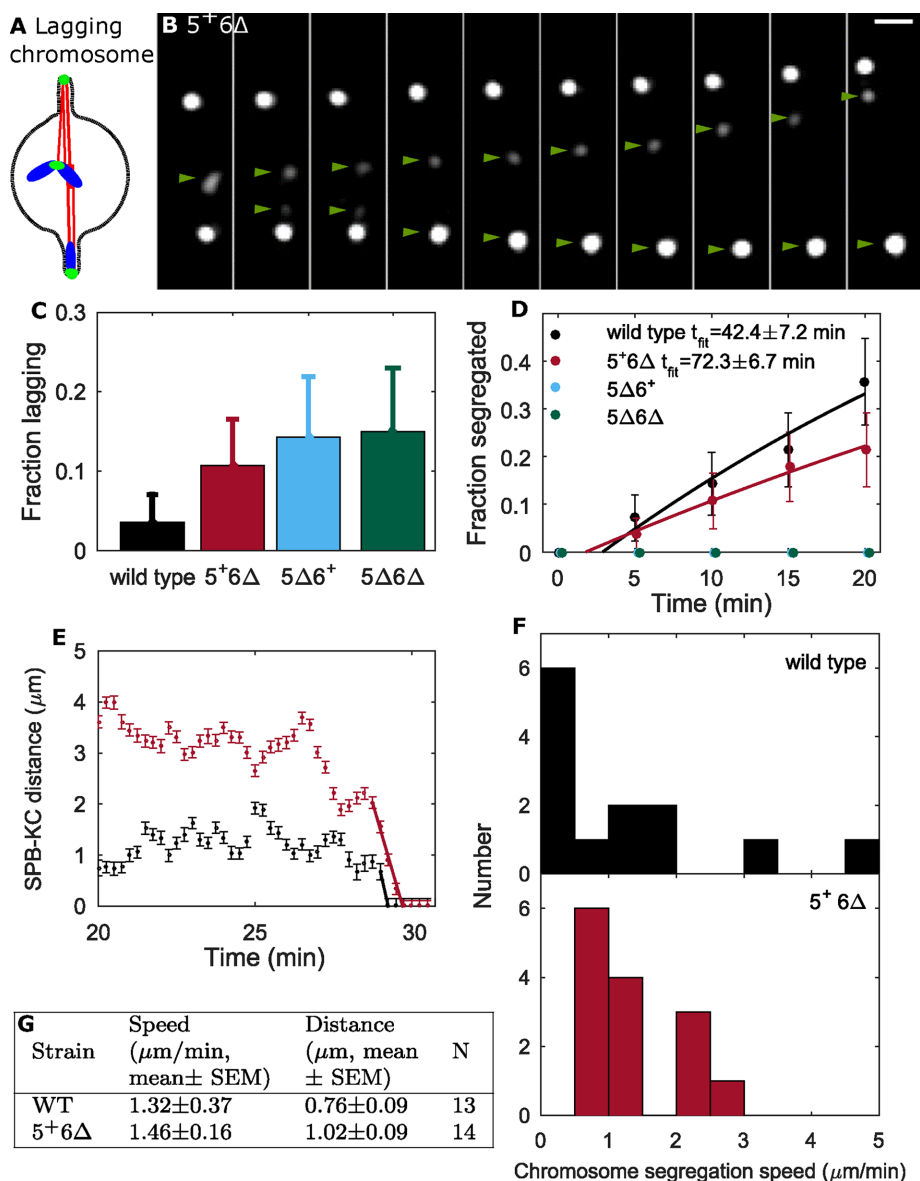 A Lagging
chromosome
B 5⁺6Δ
C
Fraction lagging
0.3
0.2
0.1
0
wild type 5⁺6Δ 5Δ6⁺ 5Δ6Δ
D
Fraction segregated
0.4
0.3
0.2
0.1
0
wild type t_fit=42.4±7.2 min
5⁺6Δ t_fit=72.3±6.7 min
5Δ6⁺
5Δ6Δ
0 5 10 15 20
Time (min)
E
SPB-KC distance (μm)
5
4
3
2
1
0
20 25 30
Time (min)
F
wild type
6
4
2
0
Number
5⁺ 6Δ
6
4
2
0
0 1 2 3 4 5
Chromosome segregation speed (μm/min)
G Speed Distance
Strain (μm/min, (μm, mean N
mean± SEM) ± SEM)
WT 1.32±0.37 0.76±0.09 13
5⁺6Δ 1.46±0.16 1.02±0.09 14